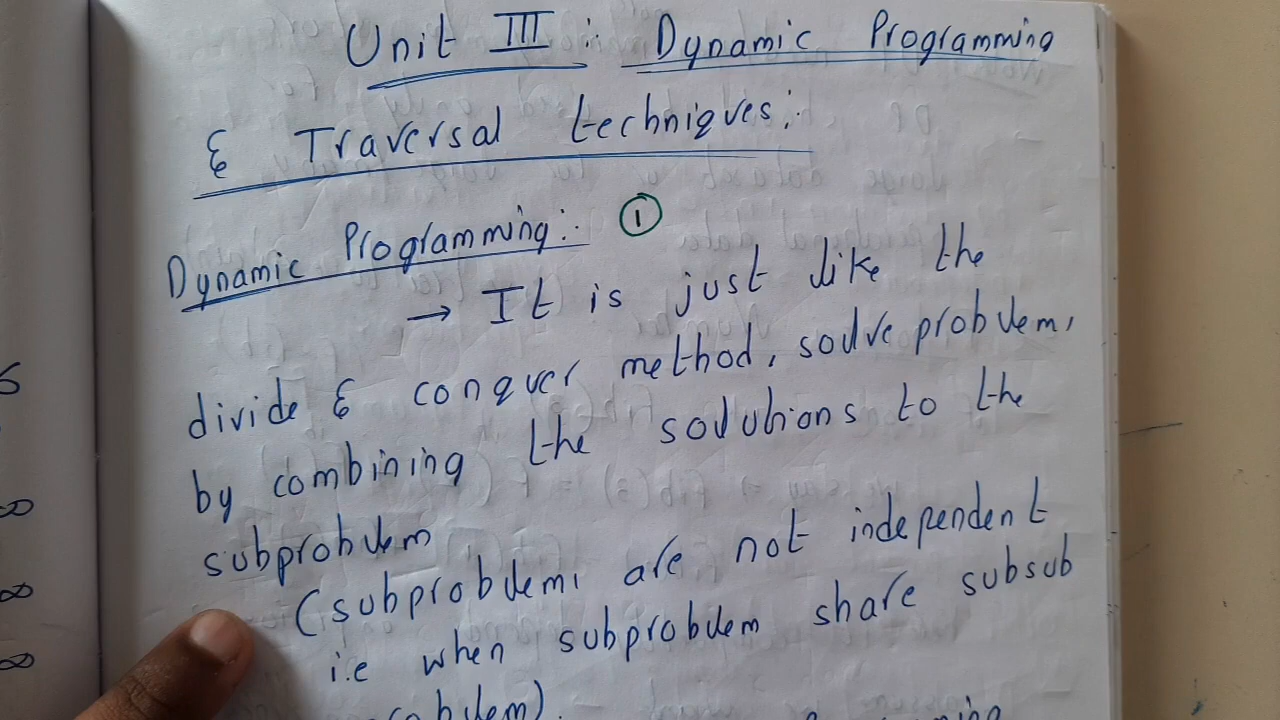 Unit III :- Dynamic Programming
& Traversal techniques :-
Dynamic Programming :- 1
→ It is just like the
divide & conquer method, solve problems
by combining the solutions to the
subproblem
(subproblems are not independent
i.e when subproblem share subsub
6
∞
∞
∞